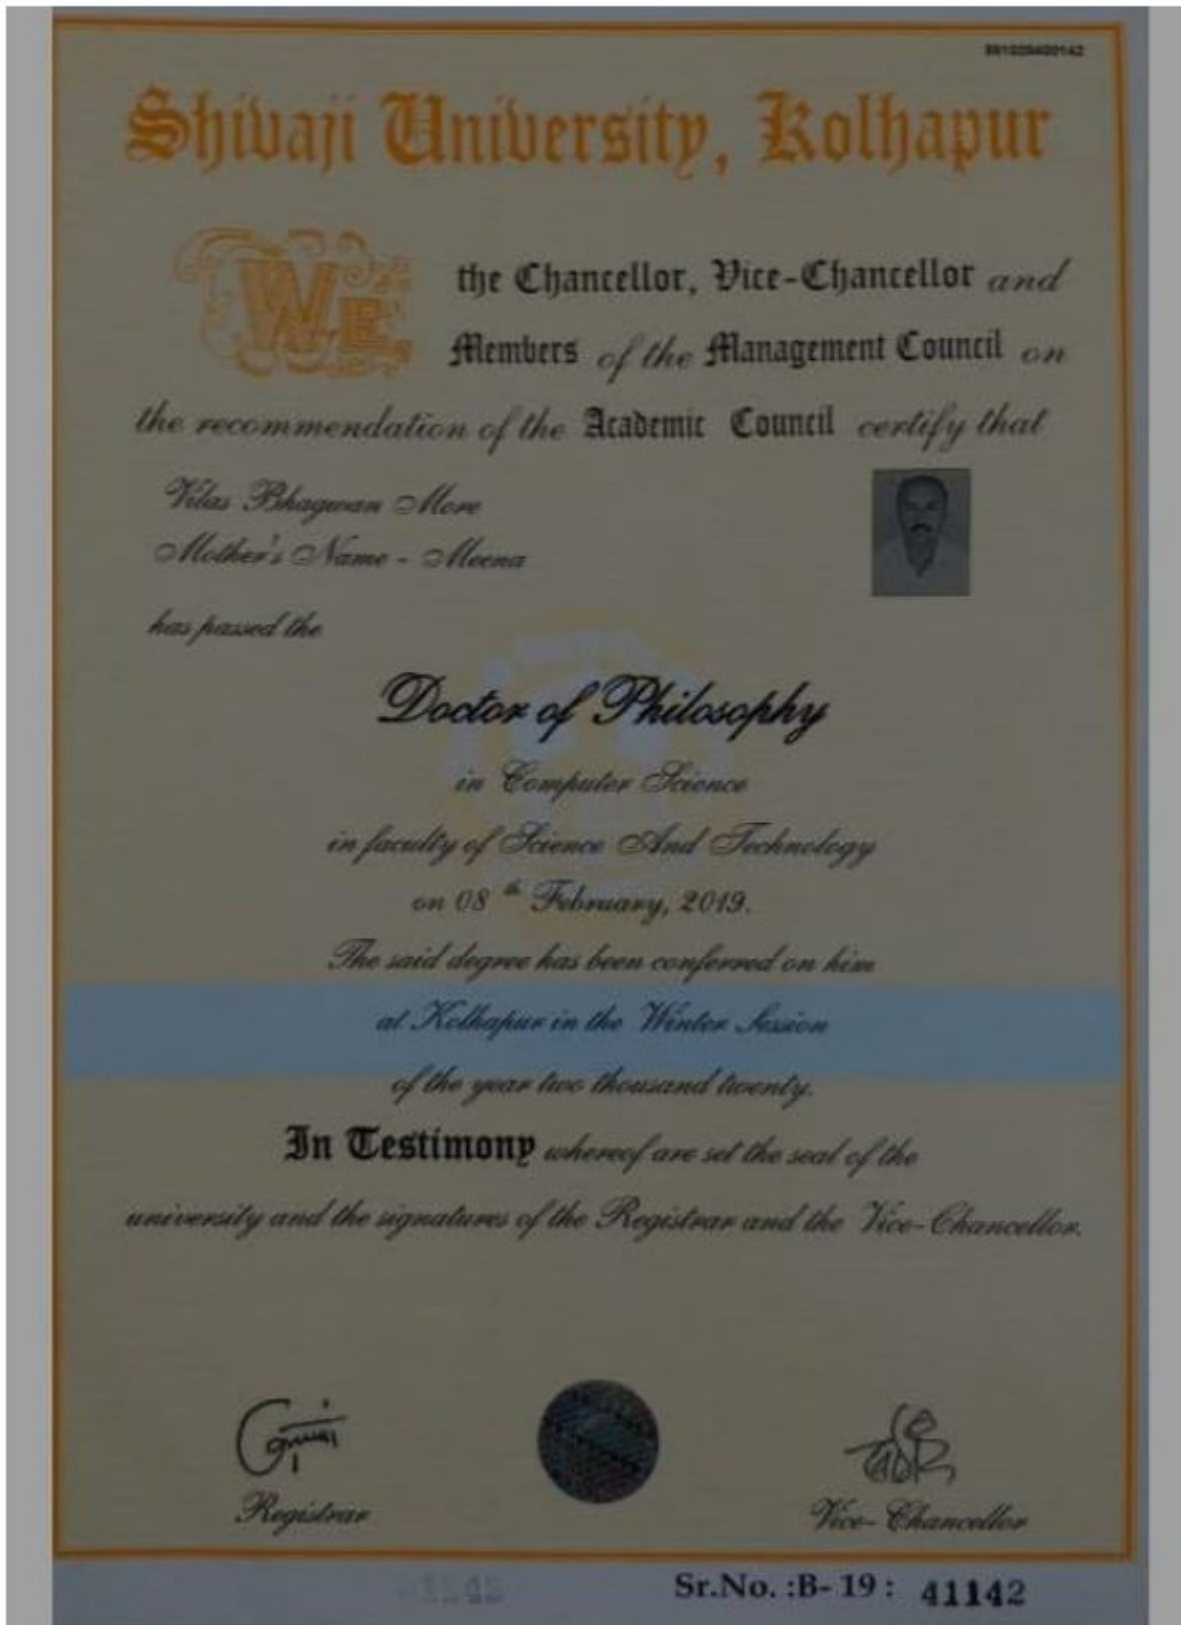 Shivaji University, Kolhapur
WE the Chancellor, Vice-Chancellor and
Members of the Management Council on
the recommendation of the Academic Council certify that
Vilas Bhagwan More
Mother's Name - Meena
has passed the
Doctor of Philosophy
in Computer Science
in faculty of Science And Technology
on 08 th February, 2019.
The said degree has been conferred on him
at Kolhapur in the Winter Session
of the year two thousand twenty.
In Testimony whereof are set the seal of the
university and the signatures of the Registrar and the Vice-Chancellor.
Registrar
Vice-Chancellor
Sr.No. :B- 19 : 41142